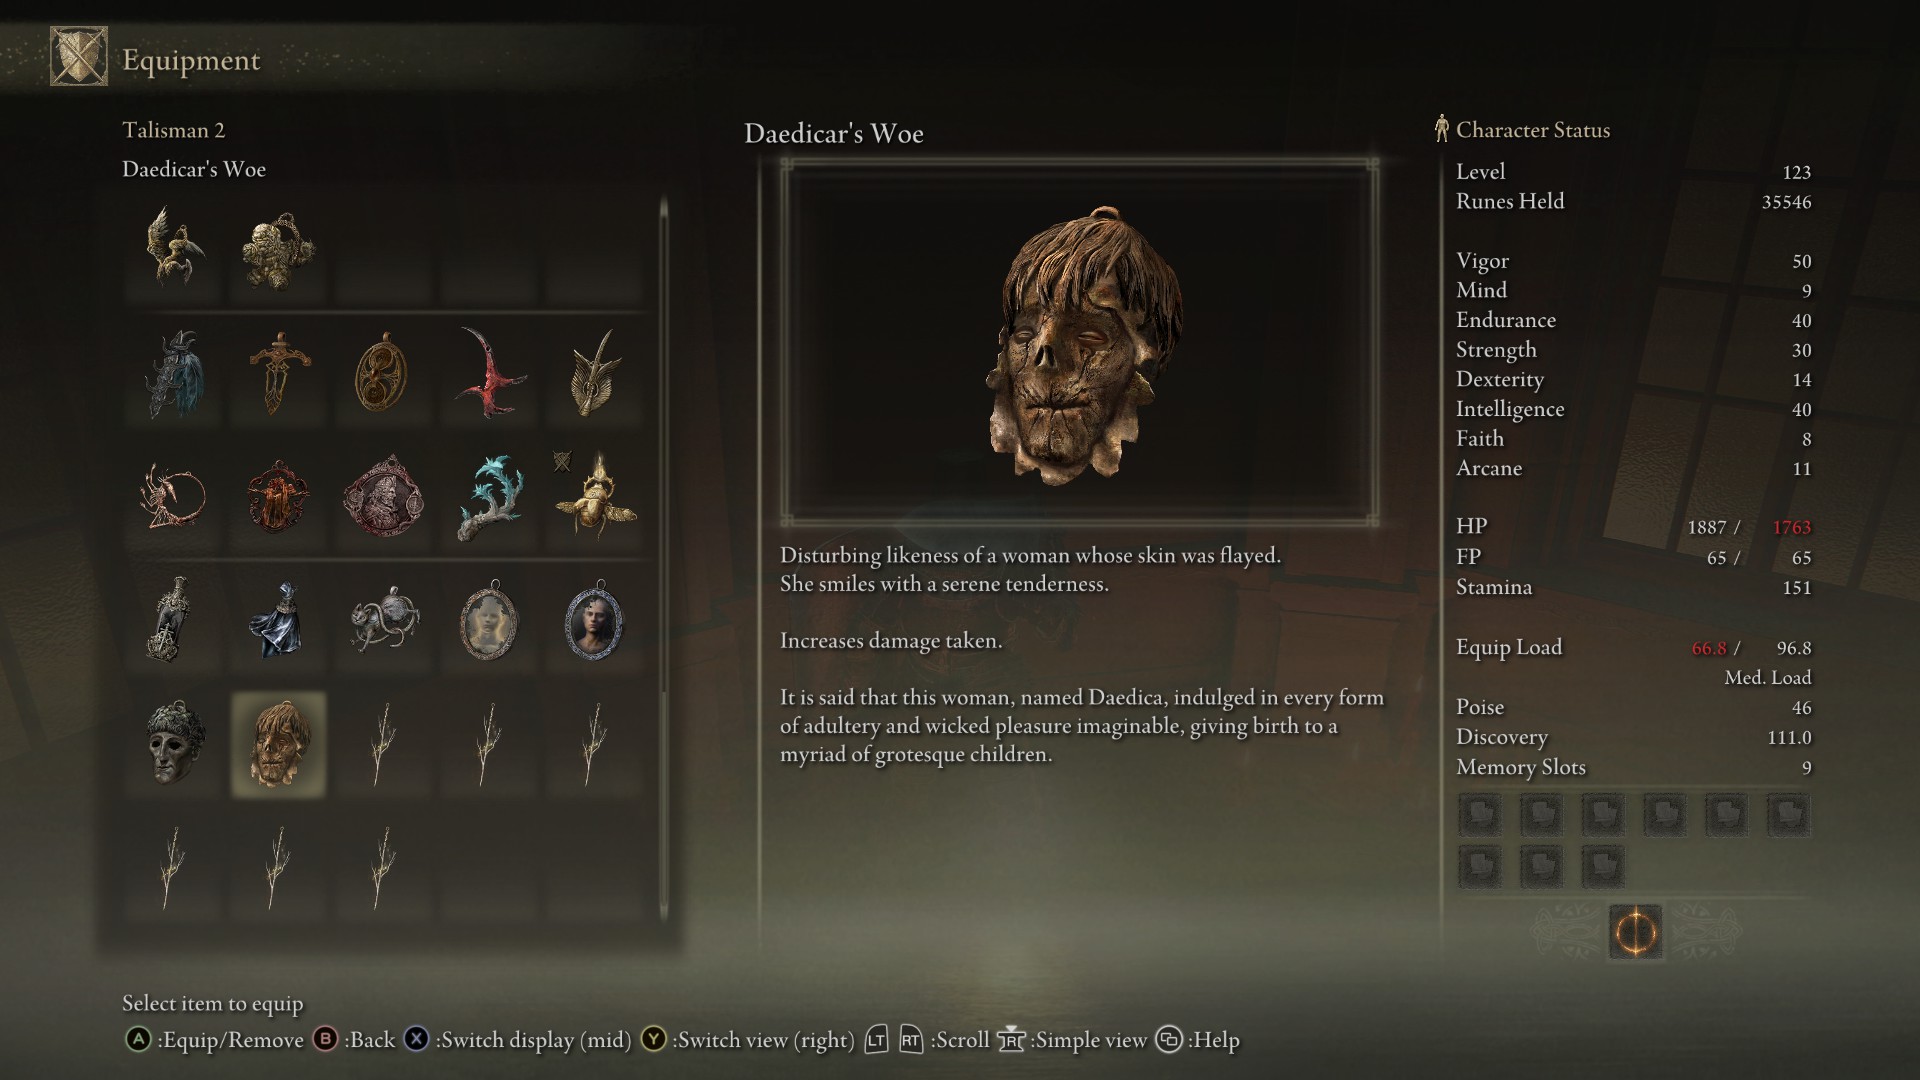 Equipment
Talisman 2
Daedicar's Woe
Daedicar's Woe
Disturbing likeness of a woman whose skin was flayed.
She smiles with a serene tenderness.
Increases damage taken.
It is said that this woman, named Daedica, indulged in every form
of adultery and wicked pleasure imaginable, giving birth to a
myriad of grotesque children.
Character Status
Level 123
Runes Held 35546
Vigor 50
Mind 9
Endurance 40
Strength 30
Dexterity 14
Intelligence 40
Faith 8
Arcane 11
HP 1887 / 1763
FP 65 / 65
Stamina 151
Equip Load 66.8 / 96.8
Med. Load
Poise 46
Discovery 111.0
Memory Slots 9
Select item to equip
A :Equip/Remove B :Back X :Switch display (mid) Y :Switch view (right) LT RT :Scroll R :Simple view :Help